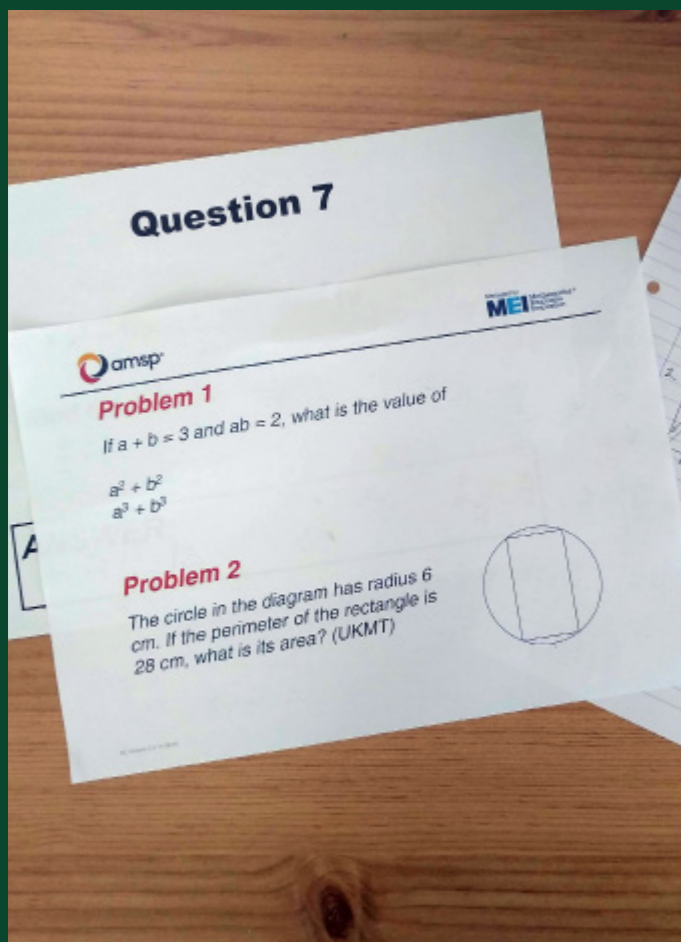 Question 7
amsp
MEI
Problem 1
If a + b = 3 and ab = 2, what is the value of
a² + b²
a³ + b³
Problem 2
The circle in the diagram has radius 6
cm. If the perimeter of the rectangle is
28 cm, what is its area? (UKMT)